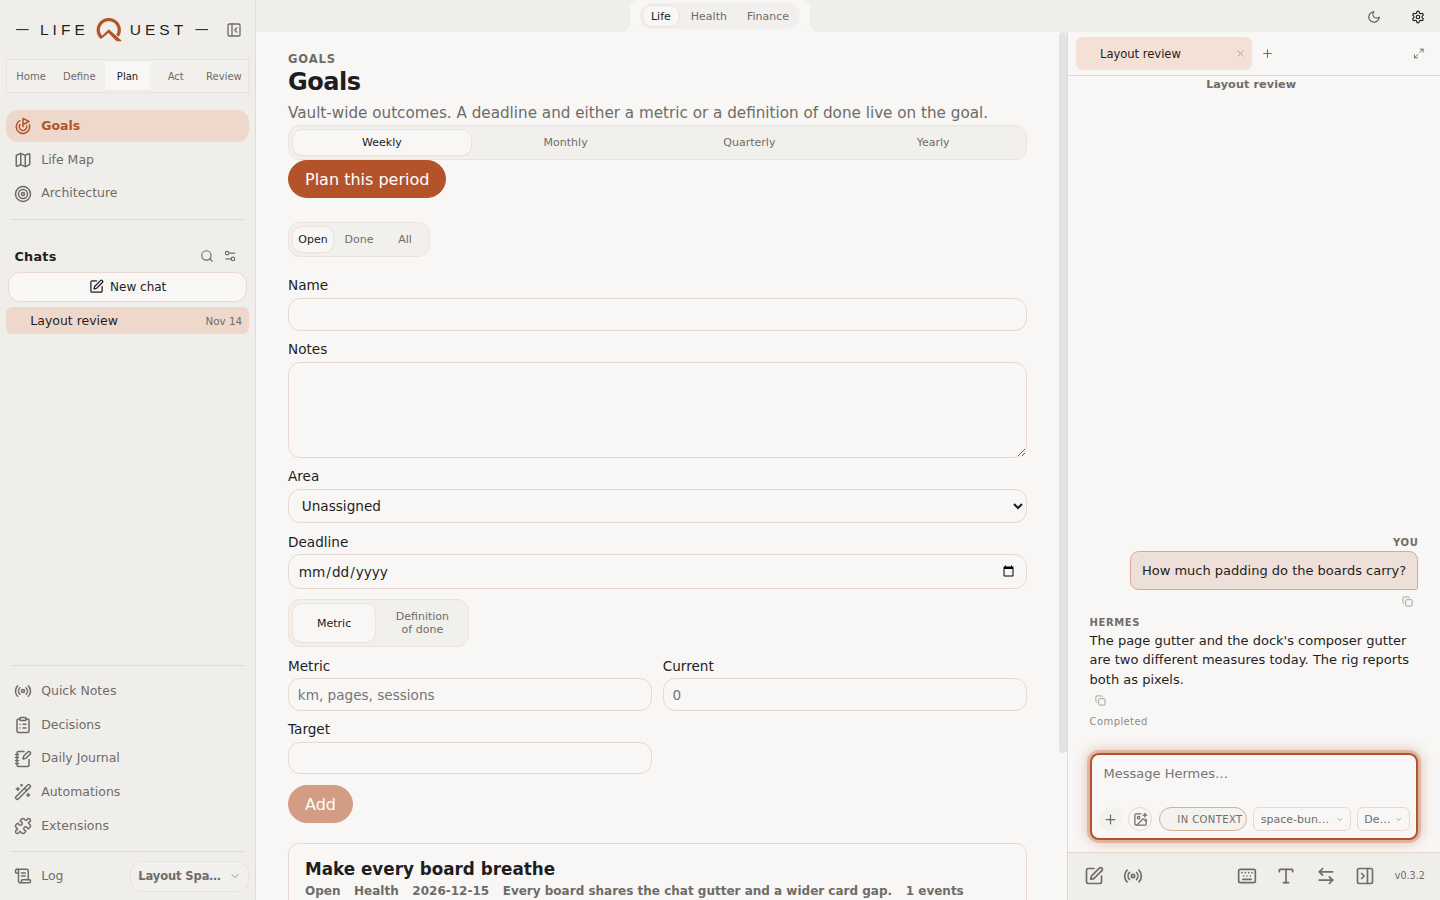 LIFE QUEST
Home Define Plan Act Review
Goals
Life Map
Architecture
Chats
New chat
Layout review Nov 14
Quick Notes
Decisions
Daily Journal
Automations
Extensions
Log Layout Spa...
Life Health Finance
GOALS
Goals
Vault-wide outcomes. A deadline and either a metric or a definition of done live on the goal.
Weekly Monthly Quarterly Yearly
Plan this period
Open Done All
Name
Notes
Area
Unassigned
Deadline
mm/dd/yyyy
Metric Definition
of done
Metric Current
km, pages, sessions 0
Target
Add
Make every board breathe
Open Health 2026-12-15 Every board shares the chat gutter and a wider card gap. 1 events
Layout review
Layout review
YOU
How much padding do the boards carry?
HERMES
The page gutter and the dock's composer gutter
are two different measures today. The rig reports
both as pixels.
Completed
Message Hermes...
IN CONTEXT space-bun... De...
v0.3.2